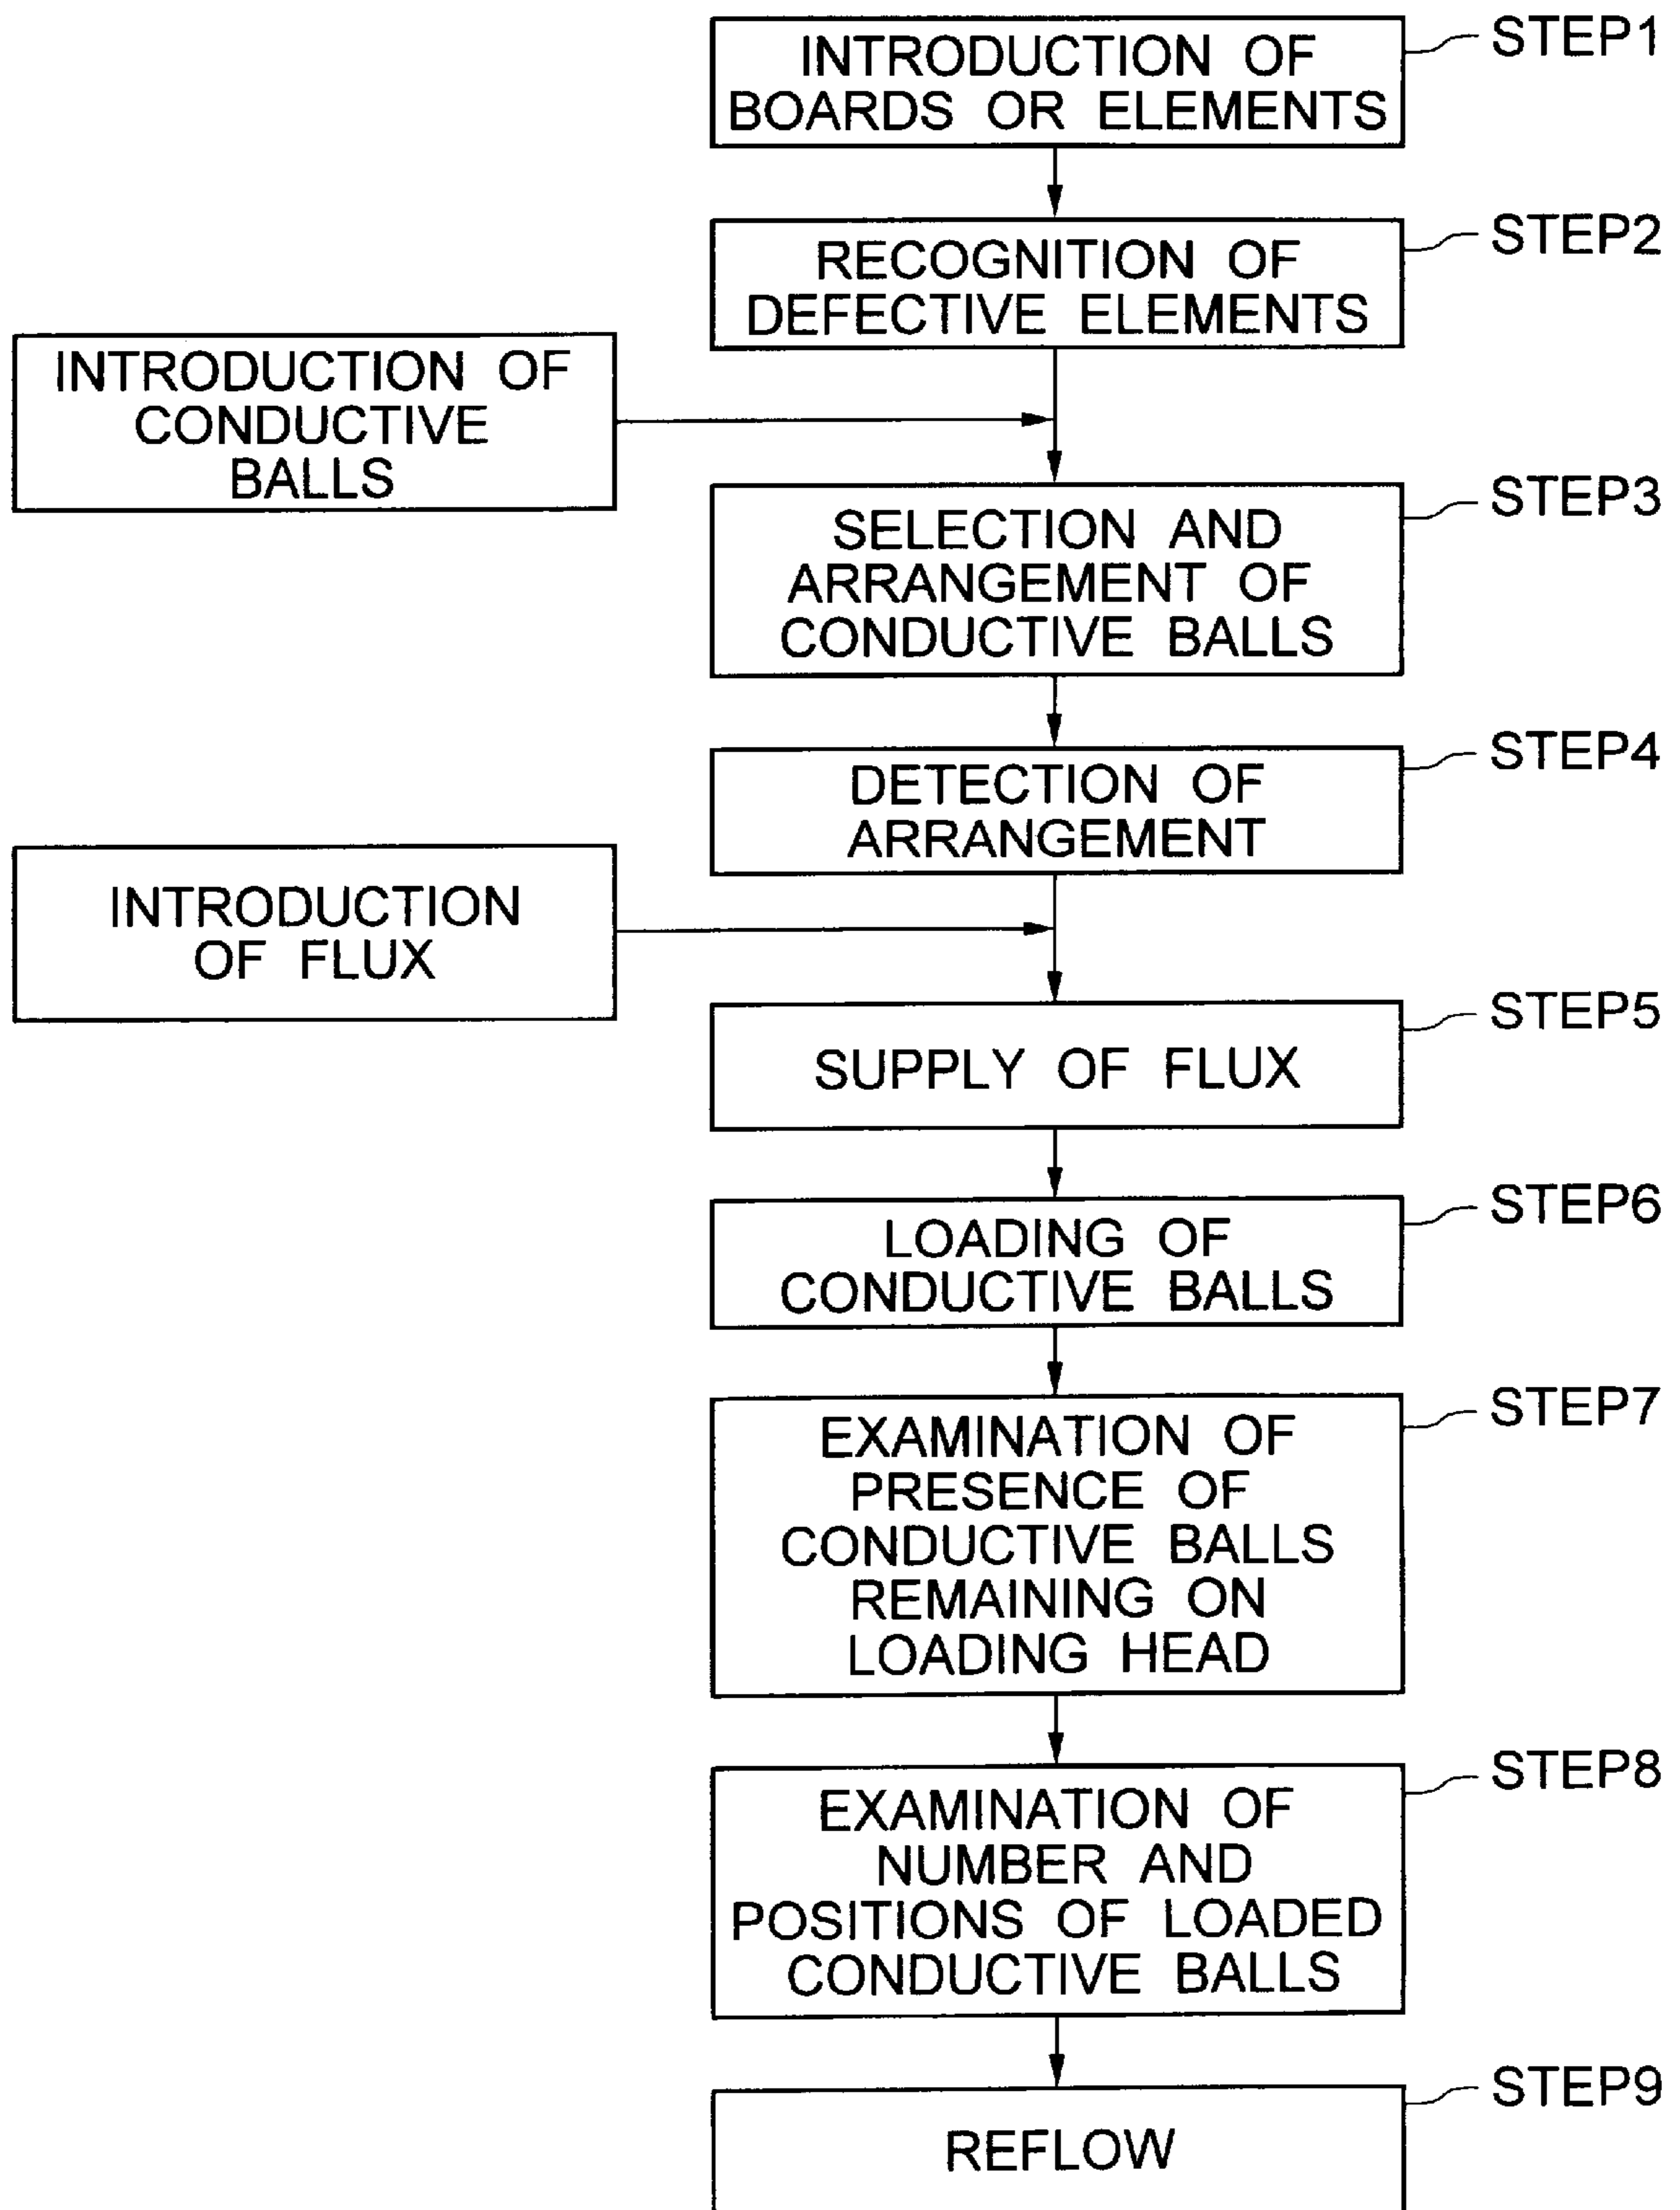 INTRODUCTION OF
BOARDS OR ELEMENTS
STEP1
RECOGNITION OF
DEFECTIVE ELEMENTS
STEP2
INTRODUCTION OF
CONDUCTIVE
BALLS
SELECTION AND
ARRANGEMENT OF
CONDUCTIVE BALLS
STEP3
DETECTION OF
ARRANGEMENT
STEP4
INTRODUCTION
OF FLUX
SUPPLY OF FLUX
STEP5
LOADING OF
CONDUCTIVE BALLS
STEP6
EXAMINATION OF
PRESENCE OF
CONDUCTIVE BALLS
REMAINING ON
LOADING HEAD
STEP7
EXAMINATION OF
NUMBER AND
POSITIONS OF LOADED
CONDUCTIVE BALLS
STEP8
REFLOW
STEP9